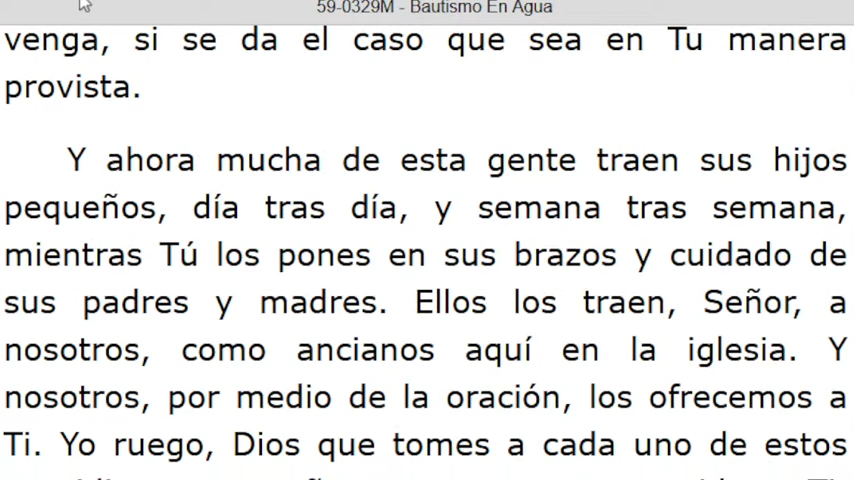 59-0329M - Bautismo En Agua
venga, si se da el caso que sea en Tu manera
provista.
Y ahora mucha de esta gente traen sus hijos
pequeños, día tras día, y semana tras semana,
mientras Tú los pones en sus brazos y cuidado de
sus padres y madres. Ellos los traen, Señor, a
nosotros, como ancianos aquí en la iglesia. Y
nosotros, por medio de la oración, los ofrecemos a
Ti. Yo ruego, Dios que tomes a cada uno de estos